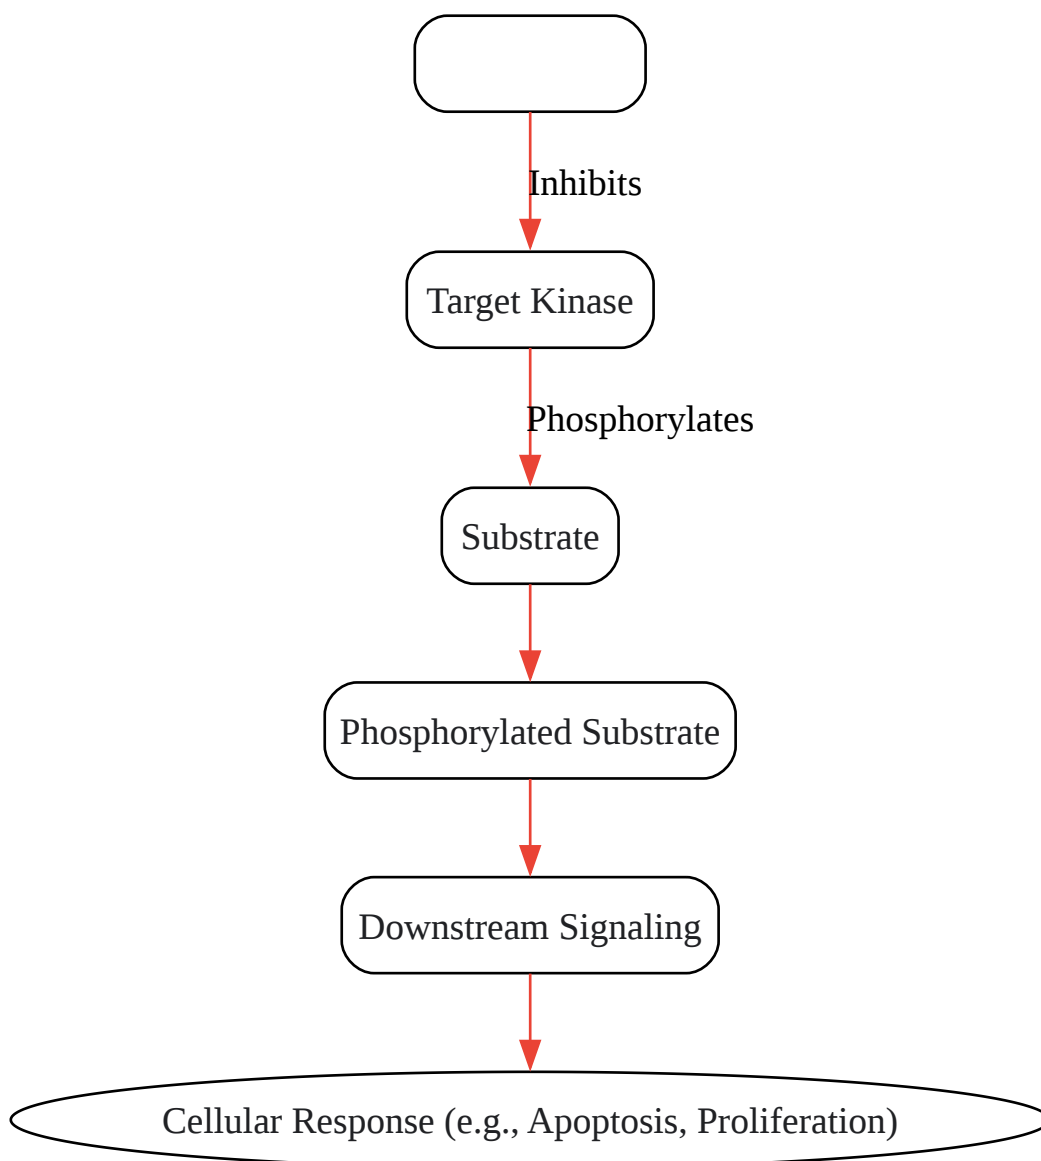 Inhibits
Target Kinase
Phosphorylates
Substrate
Phosphorylated Substrate
Downstream Signaling
Cellular Response (e.g., Apoptosis, Proliferation)